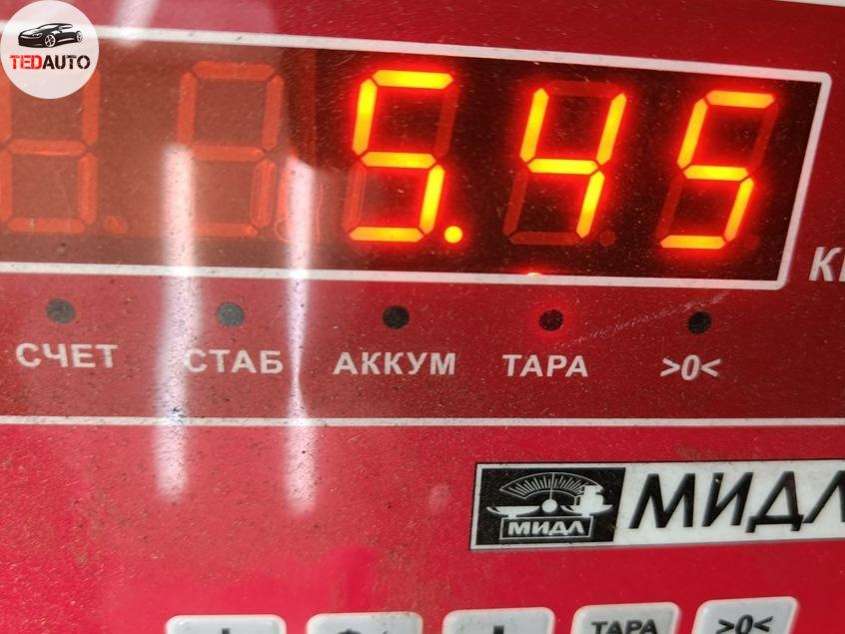 TEDAUTO
5.45
СЧЕТ СТАБ АККУМ ТАРА >0<
МИДЛ МИДЛ
ТАРА >0<